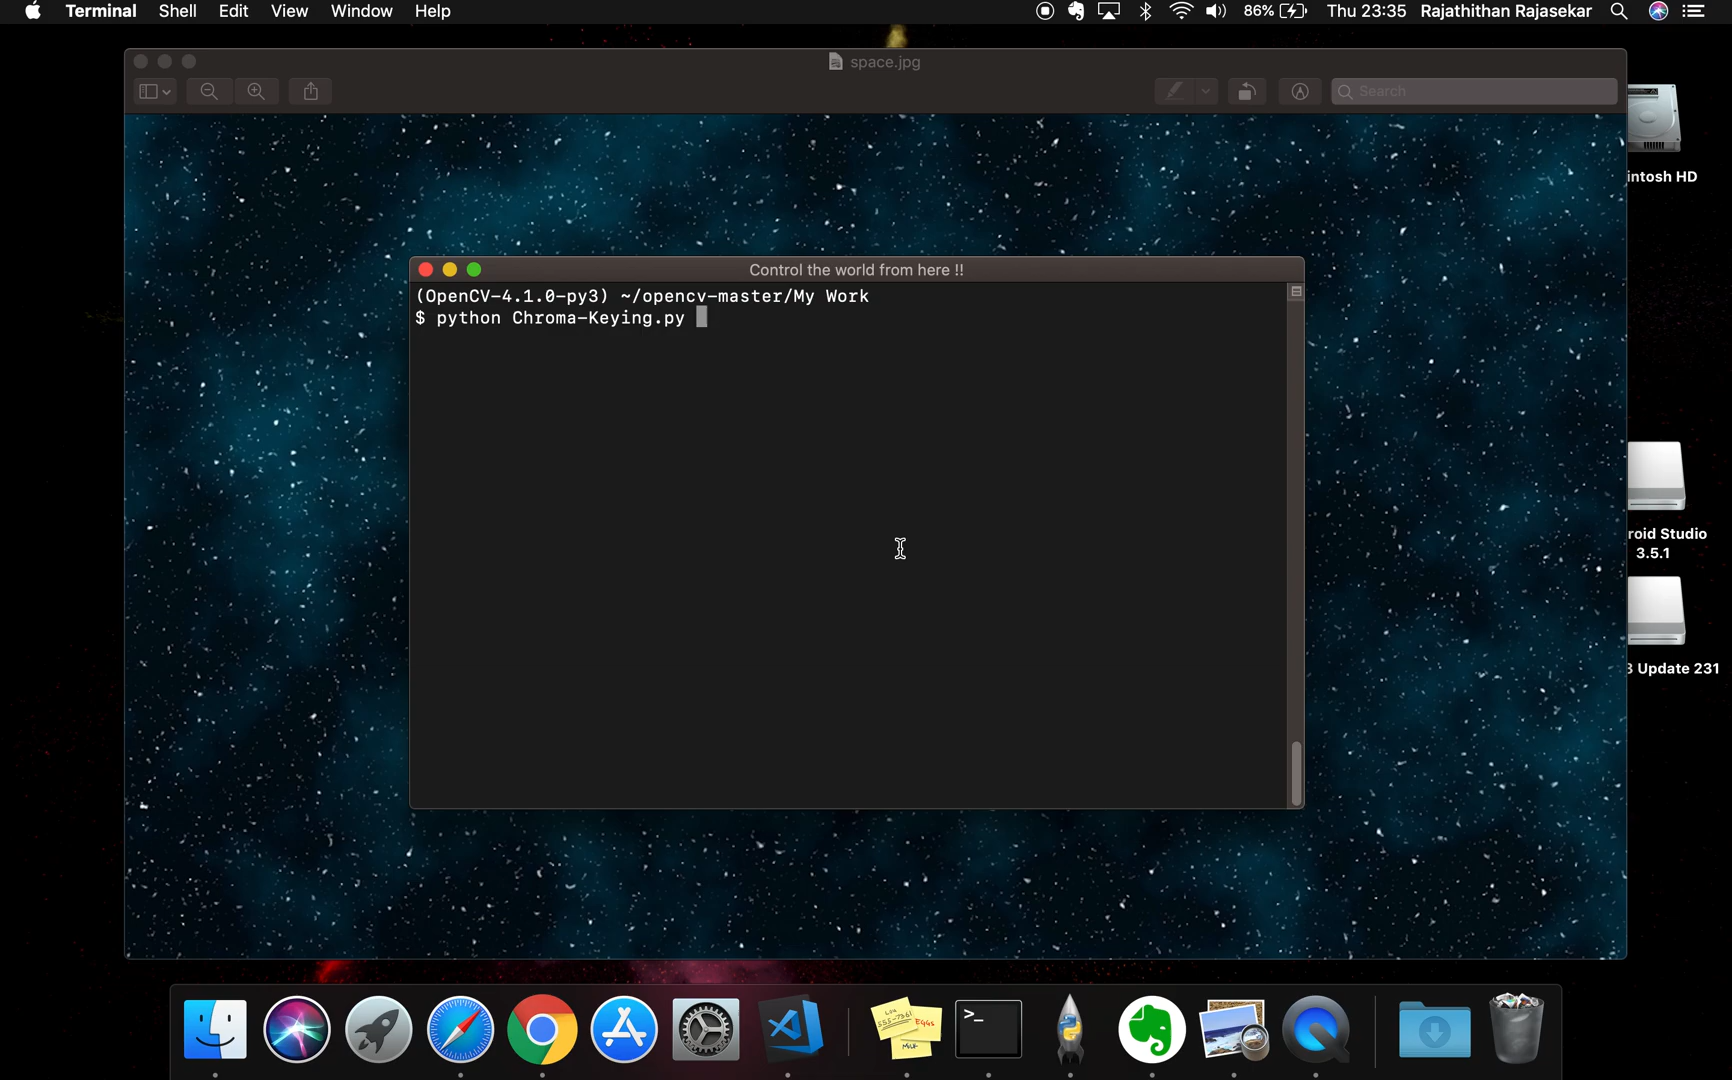 Terminal Shell Edit View Window Help 86% Thu 23:35 Rajathithan Rajasekar
space.jpg
Search
intosh HD
Control the world from here !!
(OpenCV-4.1.0-py3) ~/opencv-master/My Work
$ python Chroma-Keying.py
roid Studio
3.5.1
3 Update 231
>_